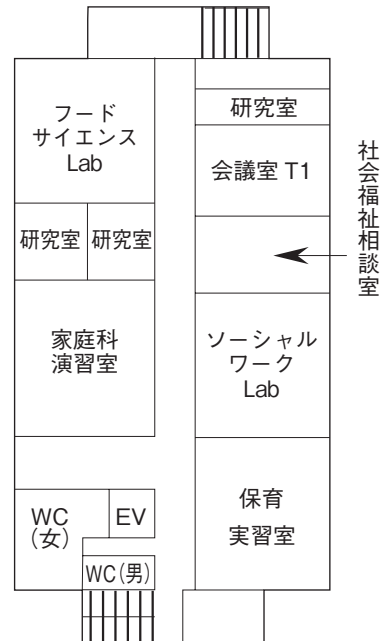 フード
サイエンス
Lab
研究室
会議室 T1
社会福祉相談室
研究室
研究室
家庭科
演習室
ソーシャル
ワーク
Lab
WC
(女)
EV
WC(男)
保育
実習室